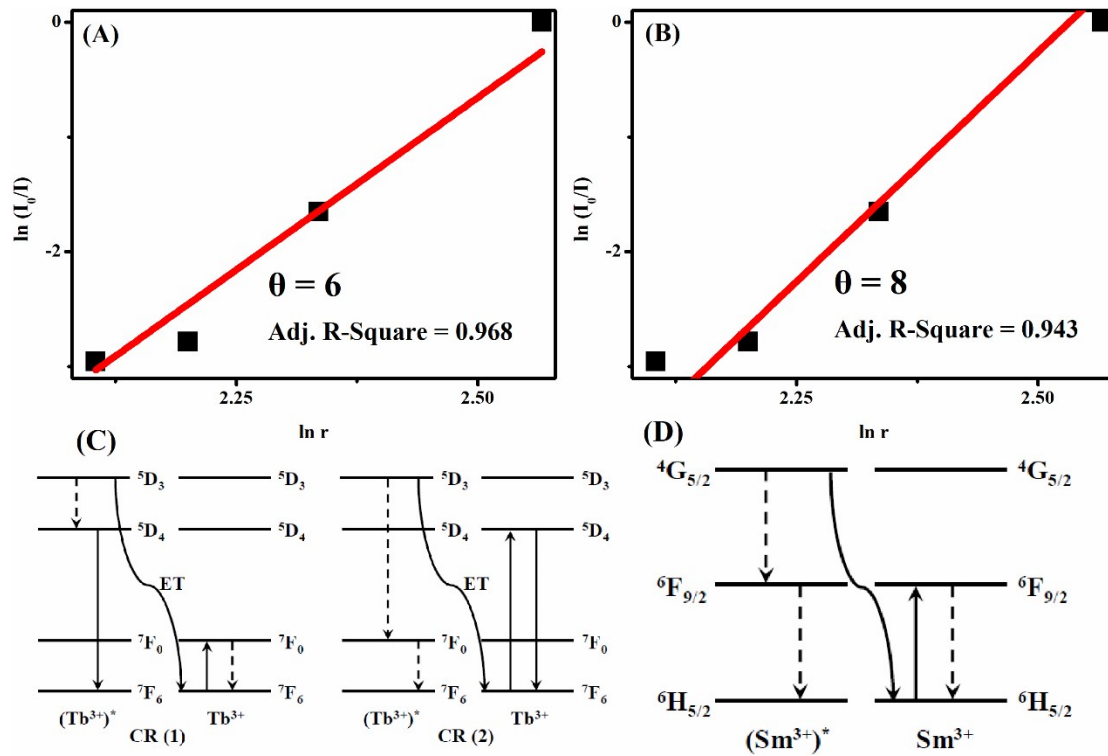 (A)
0
-2
ln (I₀/I)
θ = 6
Adj. R-Square = 0.968
2.25
2.50
ln r
(B)
0
-2
ln (I₀/I)
θ = 8
Adj. R-Square = 0.943
2.25
2.50
ln r
(C)
⁵D₃
⁵D₃
⁵D₄
⁵D₄
ET
⁷F₀
⁷F₀
⁷F₆
⁷F₆
(Tb³⁺)*
Tb³⁺
CR (1)
⁵D₃
⁵D₃
⁵D₄
⁵D₄
ET
⁷F₀
⁷F₀
⁷F₆
⁷F₆
(Tb³⁺)*
Tb³⁺
CR (2)
(D)
⁴G₅/₂
⁴G₅/₂
⁶F₉/₂
⁶F₉/₂
⁶H₅/₂
⁶H₅/₂
(Sm³⁺)*
Sm³⁺